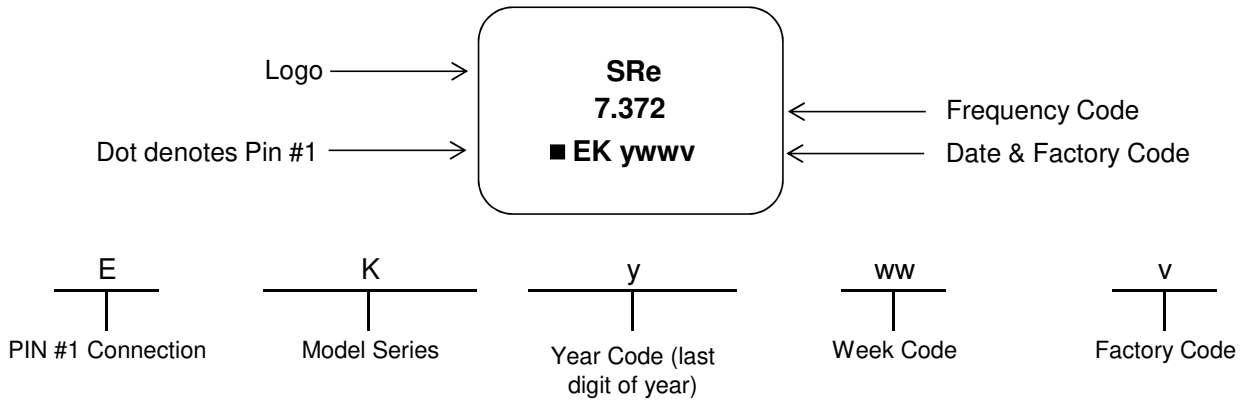 Logo
SRe
7.372
Frequency Code
Dot denotes Pin #1
■ EK ywwv
Date & Factory Code
E
K
y
ww
v
PIN #1 Connection
Model Series
Year Code (last
digit of year)
Week Code
Factory Code